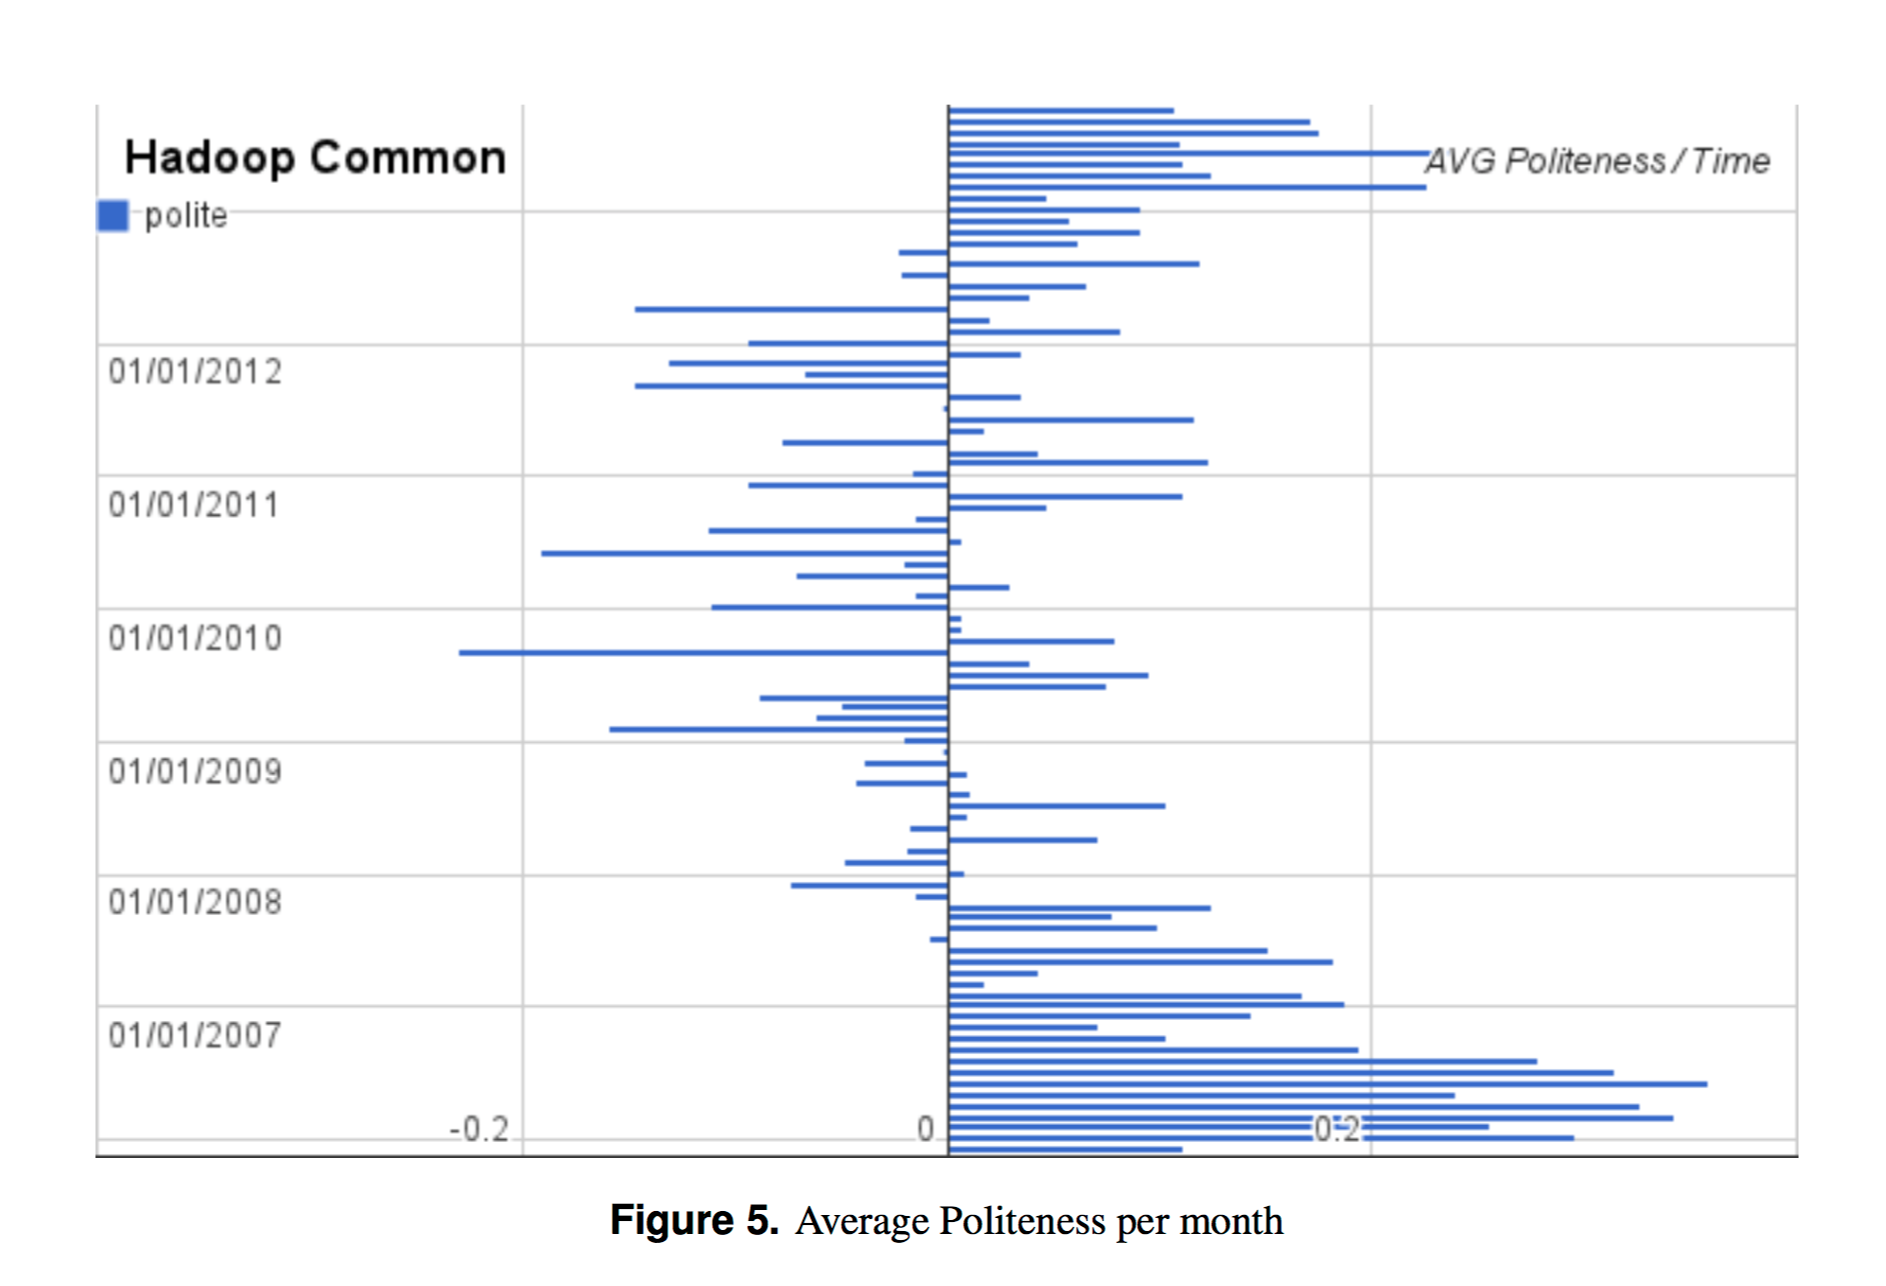 Hadoop Common
AVG Politeness / Time
polite
01/01/2012
01/01/2011
01/01/2010
01/01/2009
01/01/2008
01/01/2007
-0.2
0
0.2
Figure 5. Average Politeness per month